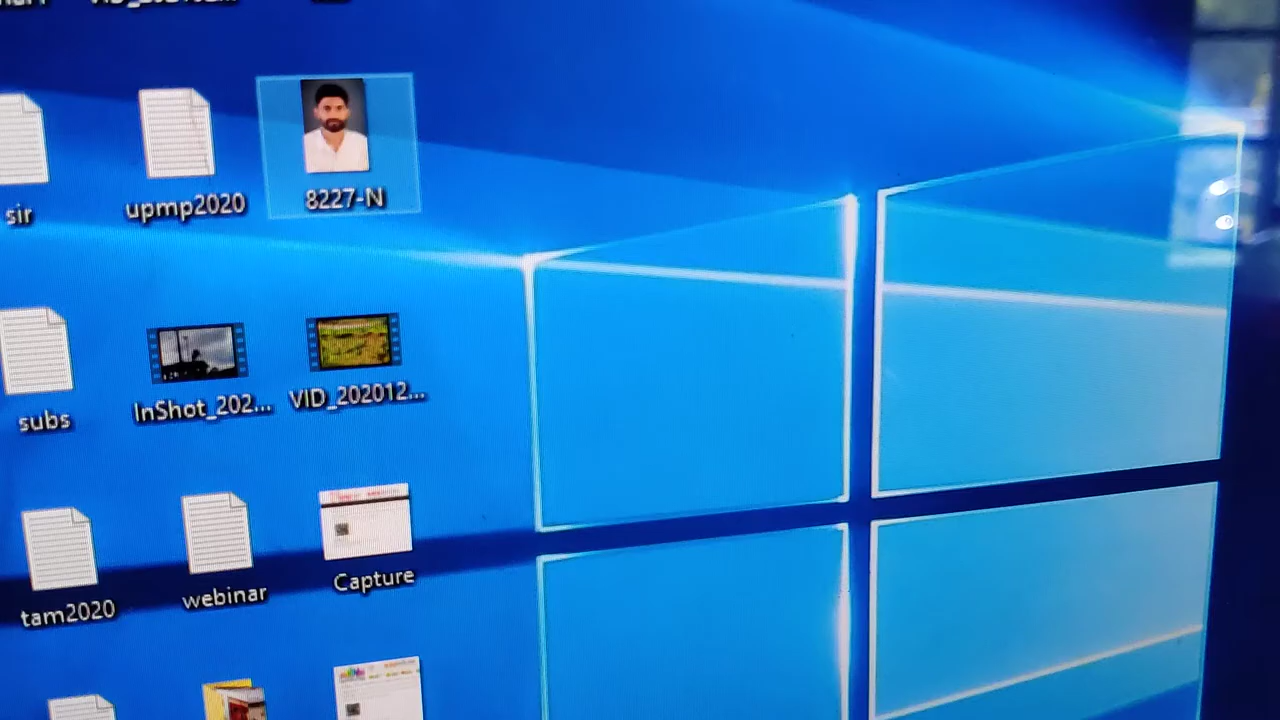 sir
upmp2020
8227-N
subs
InShot_202...
VID_202012...
tam2020
webinar
Capture